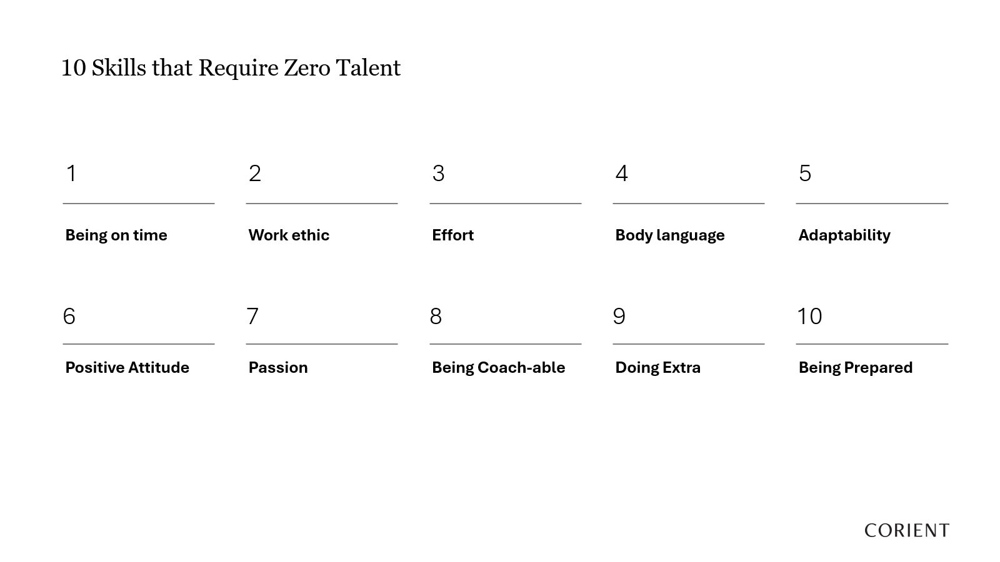 10 Skills that Require Zero Talent
1
2
3
4
5
Being on time
Work ethic
Effort
Body language
Adaptability
6
7
8
9
10
Positive Attitude
Passion
Being Coach-able
Doing Extra
Being Prepared
CORIENT